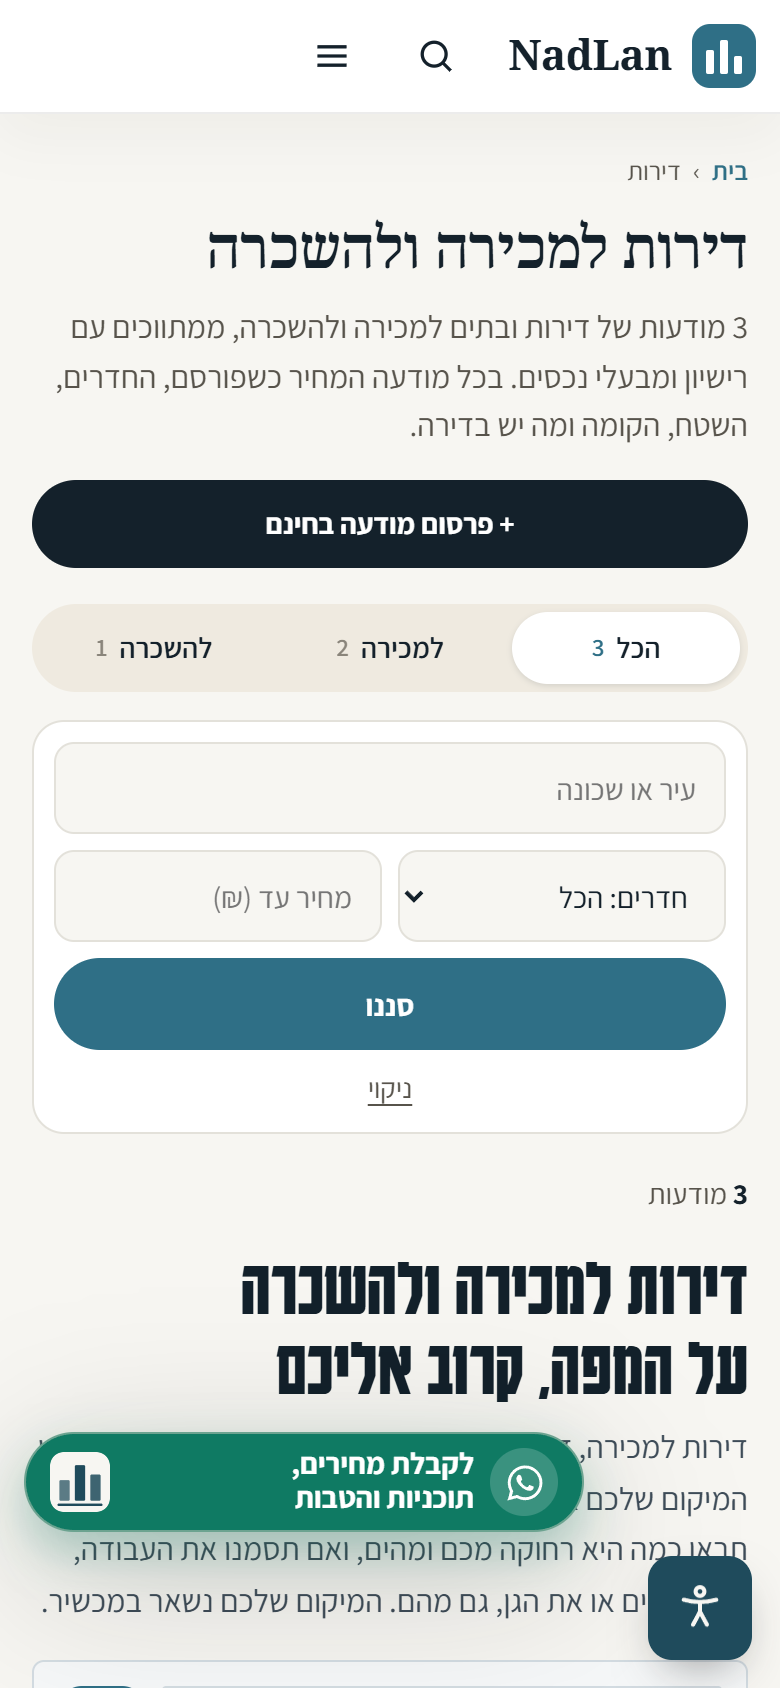 NadLan
בית › דירות
דירות למכירה ולהשכרה
3 מודעות של דירות ובתים למכירה ולהשכרה, ממתווכים עם
רישיון ומבעלי נכסים. בכל מודעה המחיר כשפורסם, החדרים,
השטח, הקומה ומה יש בדירה.
+ פרסום מודעה בחינם
הכל 3 למכירה 2 להשכרה 1
עיר או שכונה
חדרים: הכל מחיר עד (₪)
סננו
ניקוי
3 מודעות
דירות למכירה ולהשכרה
על המפה, קרוב אליכם
דירות למכירה,
המיקום שלכם
לקבלת מחירים,
תוכניות והטבות
תראו כמה היא רחוקה מכם ומהים, ואם תסמנו את העבודה,
או את הגן, גם מהם. המיקום שלכם נשאר במכשיר.